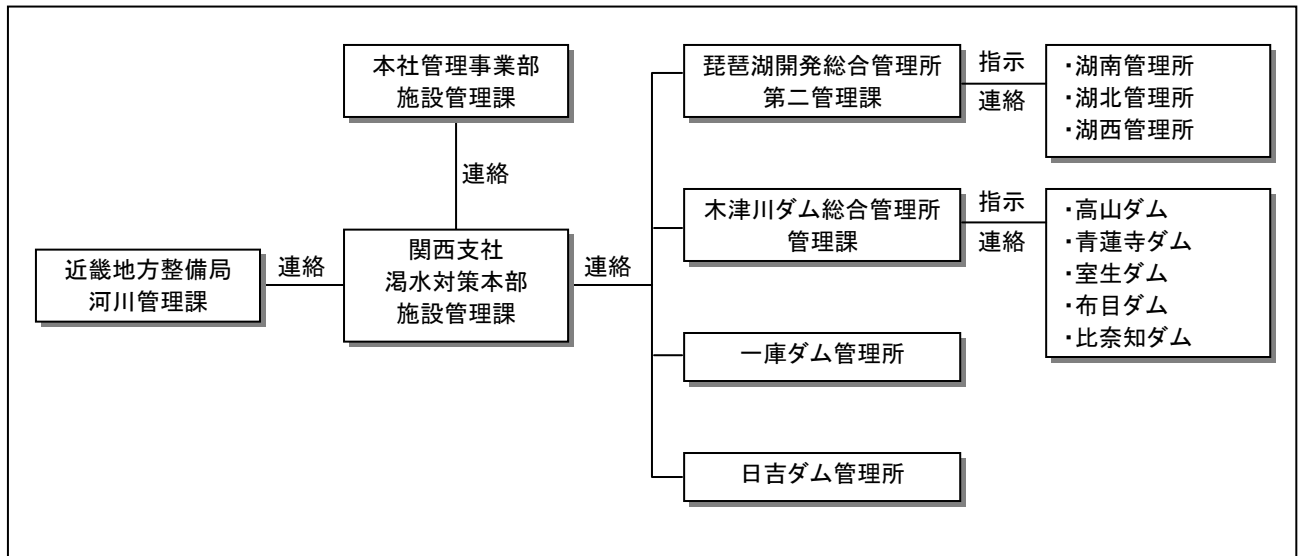 本社管理事業部
施設管理課
連絡
近畿地方整備局
河川管理課
連絡
関西支社
渇水対策本部
施設管理課
連絡
琵琶湖開発総合管理所
第二管理課
指示
連絡
・湖南管理所
・湖北管理所
・湖西管理所
木津川ダム総合管理所
管理課
指示
連絡
・高山ダム
・青蓮寺ダム
・室生ダム
・布目ダム
・比奈知ダム
一庫ダム管理所
日吉ダム管理所